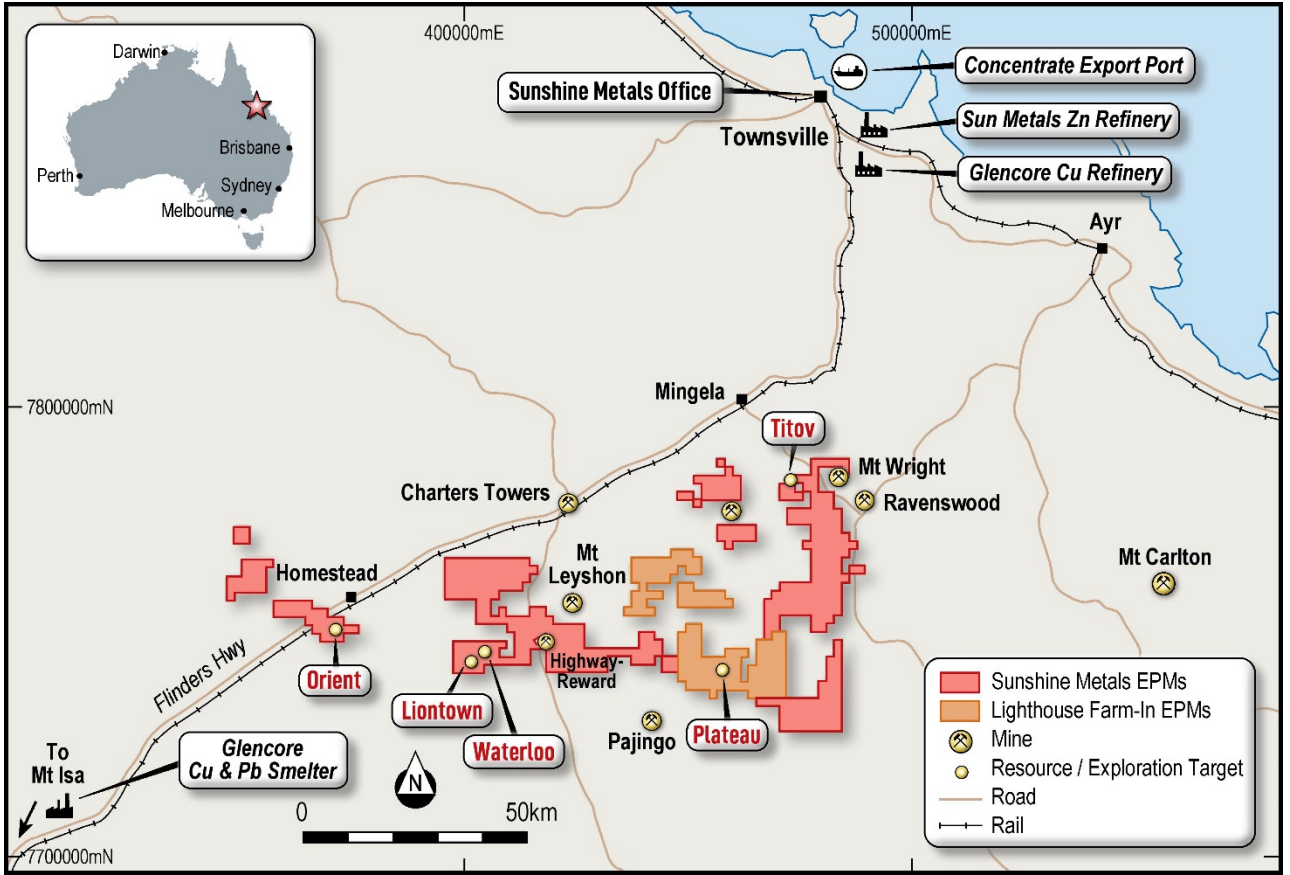 Darwin
Perth
Brisbane
Sydney
Melbourne
400000mE
500000mE
Sunshine Metals Office
Concentrate Export Port
Townsville
Sun Metals Zn Refinery
Glencore Cu Refinery
Ayr
7800000mN
Mingela
Titov
Mt Wright
Ravenswood
Charters Towers
Mt
Leyshon
Mt Carlton
Homestead
Highway-
Reward
Orient
Liontown
Waterloo
Pajingo
Plateau
Flinders Hwy
To
Mt Isa
Glencore
Cu & Pb Smelter
N
0
50km
7700000mN
Sunshine Metals EPMs
Lighthouse Farm-In EPMs
Mine
Resource / Exploration Target
Road
Rail